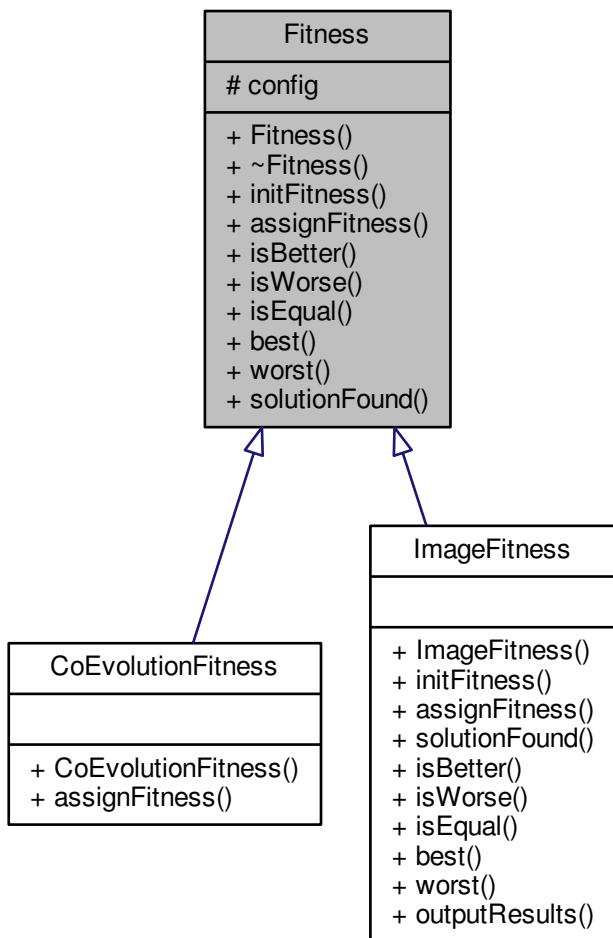 Fitness
# config
+ Fitness()
+ ~Fitness()
+ initFitness()
+ assignFitness()
+ isBetter()
+ isWorse()
+ isEqual()
+ best()
+ worst()
+ solutionFound()
CoEvolutionFitness
+ CoEvolutionFitness()
+ assignFitness()
ImageFitness
+ ImageFitness()
+ initFitness()
+ assignFitness()
+ solutionFound()
+ isBetter()
+ isWorse()
+ isEqual()
+ best()
+ worst()
+ outputResults()